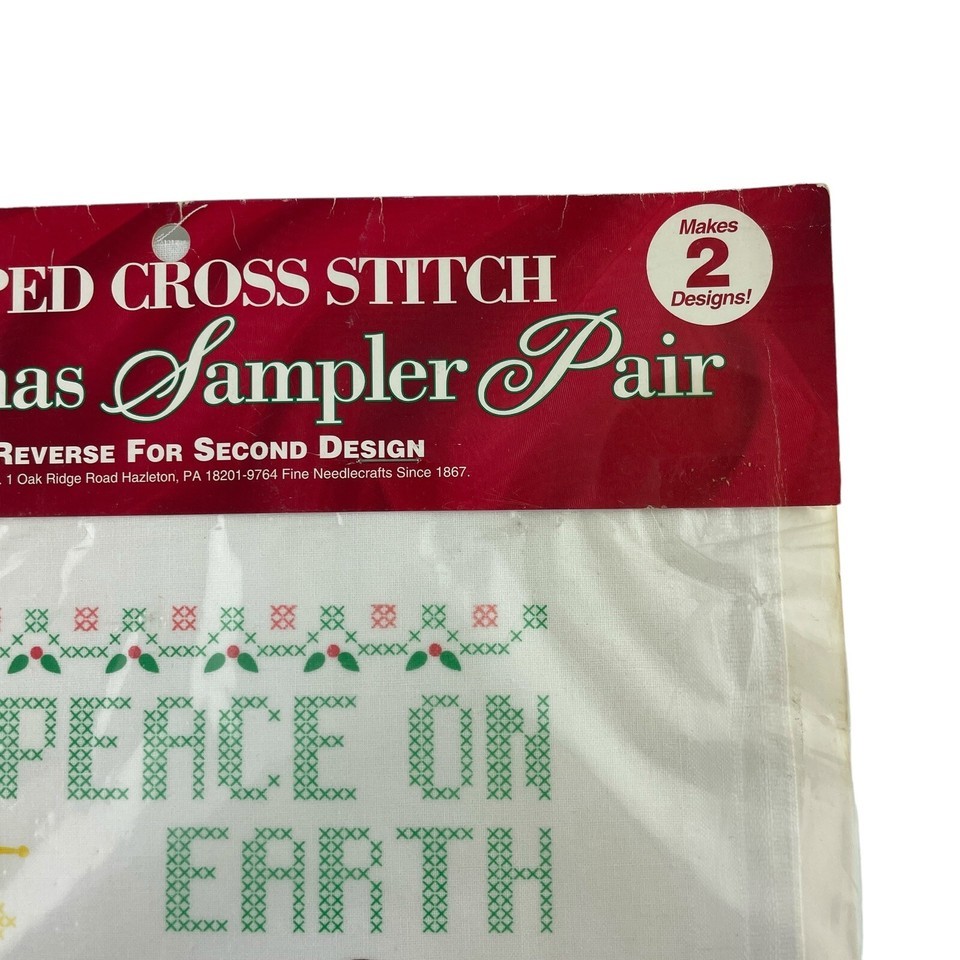 PED CROSS STITCH
Makes
2
Designs!
nas Sampler Pair
REVERSE FOR SECOND DESIGN
. 1 Oak Ridge Road Hazleton, PA 18201-9764 Fine Needlecrafts Since 1867.
PEACE ON
EARTH